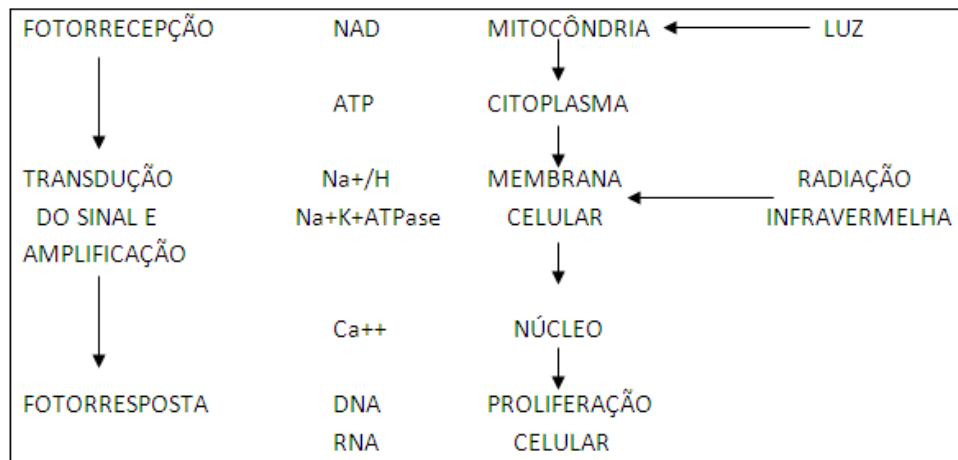 FOTORRECEPÇÃO NAD MITOCÔNDRIA LUZ
ATP CITOPLASMA
TRANSDUÇÃO Na+/H MEMBRANA RADIAÇÃO
DO SINAL E Na+K+ATPase CELULAR INFRAVERMELHA
AMPLIFICAÇÃO
Ca++ NÚCLEO
FOTORRESPOSTA DNA PROLIFERAÇÃO
RNA CELULAR